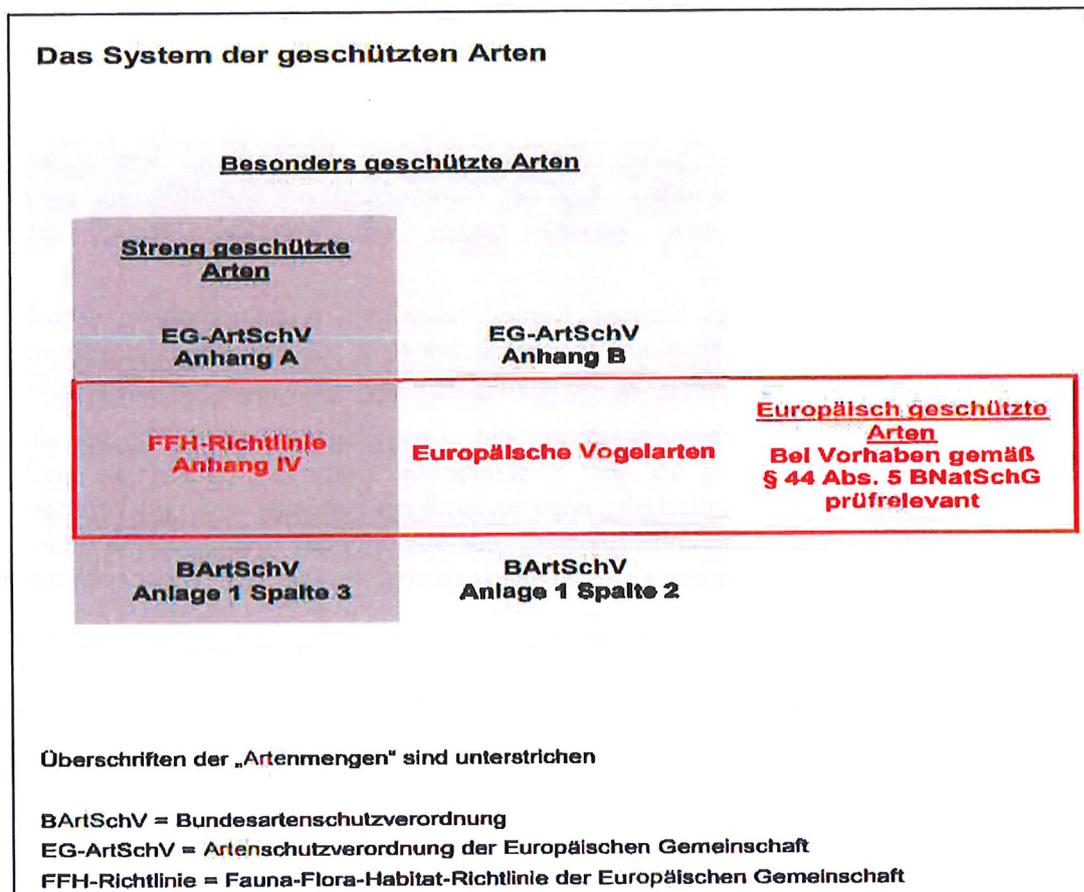 Das System der geschützten Arten
Besonders geschützte Arten
Streng geschützte
Arten
EG-ArtSchV
Anhang A
EG-ArtSchV
Anhang B
FFH-Richtlinie
Anhang IV
Europäische Vogelarten
Europäisch geschützte
Arten
Bei Vorhaben gemäß
§ 44 Abs. 5 BNatSchG
prüfrelevant
BArtSchV
Anlage 1 Spalte 3
BArtSchV
Anlage 1 Spalte 2
Überschriften der „Artenmengen“ sind unterstrichen
BArtSchV = Bundesartenschutzverordnung
EG-ArtSchV = Artenschutzverordnung der Europäischen Gemeinschaft
FFH-Richtlinie = Fauna-Flora-Habitat-Richtlinie der Europäischen Gemeinschaft